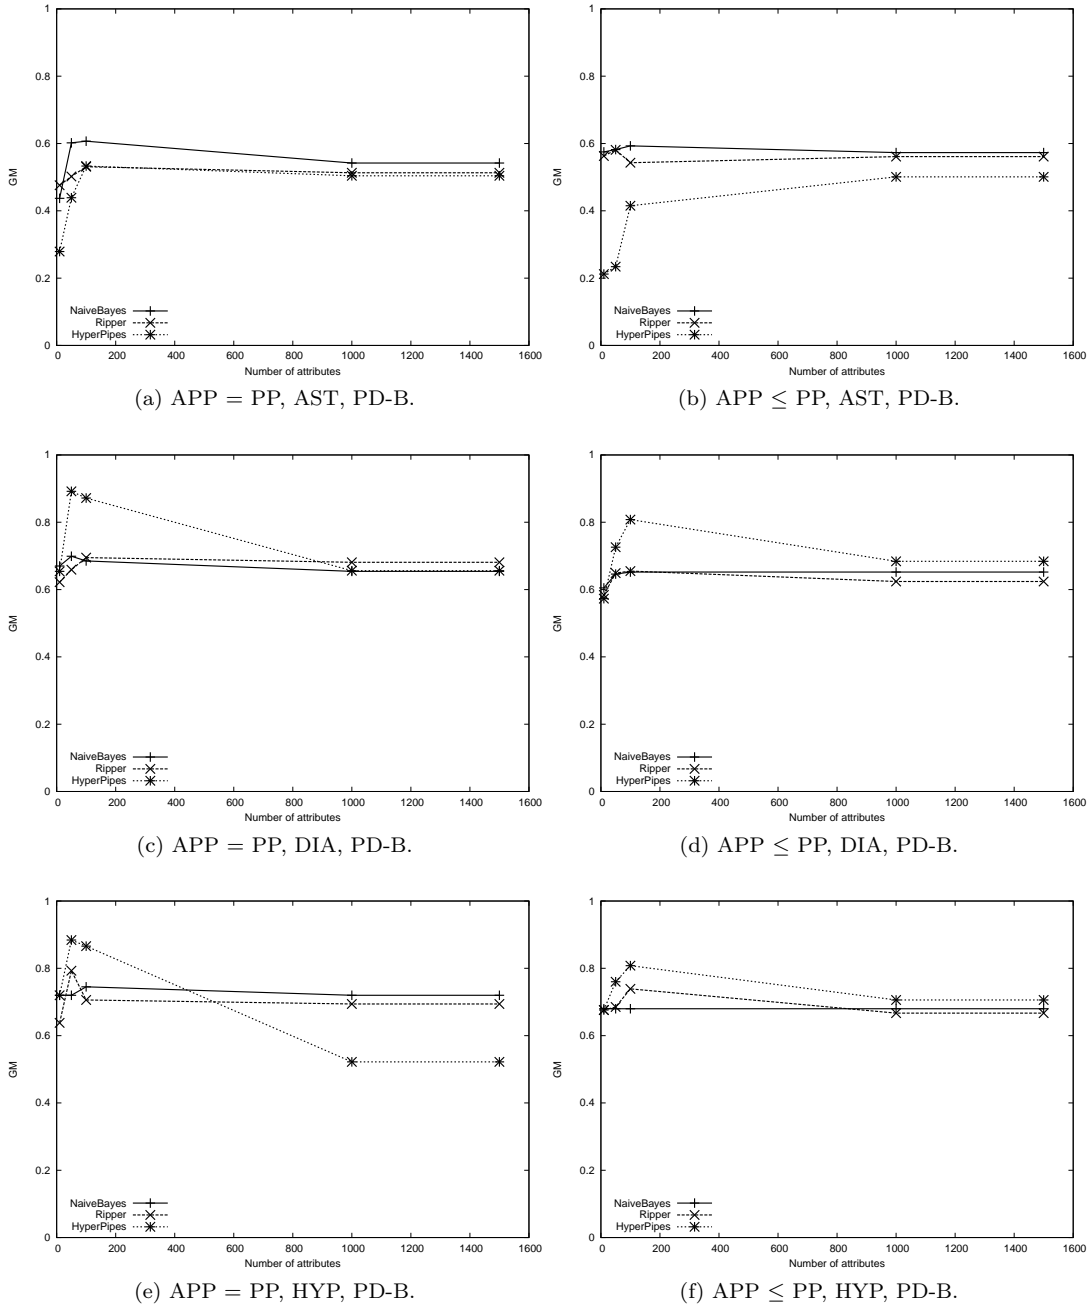 1
0.8
0.6
GM
0.4
0.2
NaiveBayes
Ripper
HyperPipes
0
0 200 400 600 800 1000 1200 1400 1600
Number of attributes
(a) APP = PP, AST, PD-B.
1
0.8
0.6
GM
0.4
0.2
NaiveBayes
Ripper
HyperPipes
0
0 200 400 600 800 1000 1200 1400 1600
Number of attributes
(b) APP ≤ PP, AST, PD-B.
1
0.8
0.6
GM
0.4
0.2
NaiveBayes
Ripper
HyperPipes
0
0 200 400 600 800 1000 1200 1400 1600
Number of attributes
(c) APP = PP, DIA, PD-B.
1
0.8
0.6
GM
0.4
0.2
NaiveBayes
Ripper
HyperPipes
0
0 200 400 600 800 1000 1200 1400 1600
Number of attributes
(d) APP ≤ PP, DIA, PD-B.
1
0.8
0.6
GM
0.4
0.2
NaiveBayes
Ripper
HyperPipes
0
0 200 400 600 800 1000 1200 1400 1600
Number of attributes
(e) APP = PP, HYP, PD-B.
1
0.8
0.6
GM
0.4
0.2
NaiveBayes
Ripper
HyperPipes
0
0 200 400 600 800 1000 1200 1400 1600
Number of attributes
(f) APP ≤ PP, HYP, PD-B.